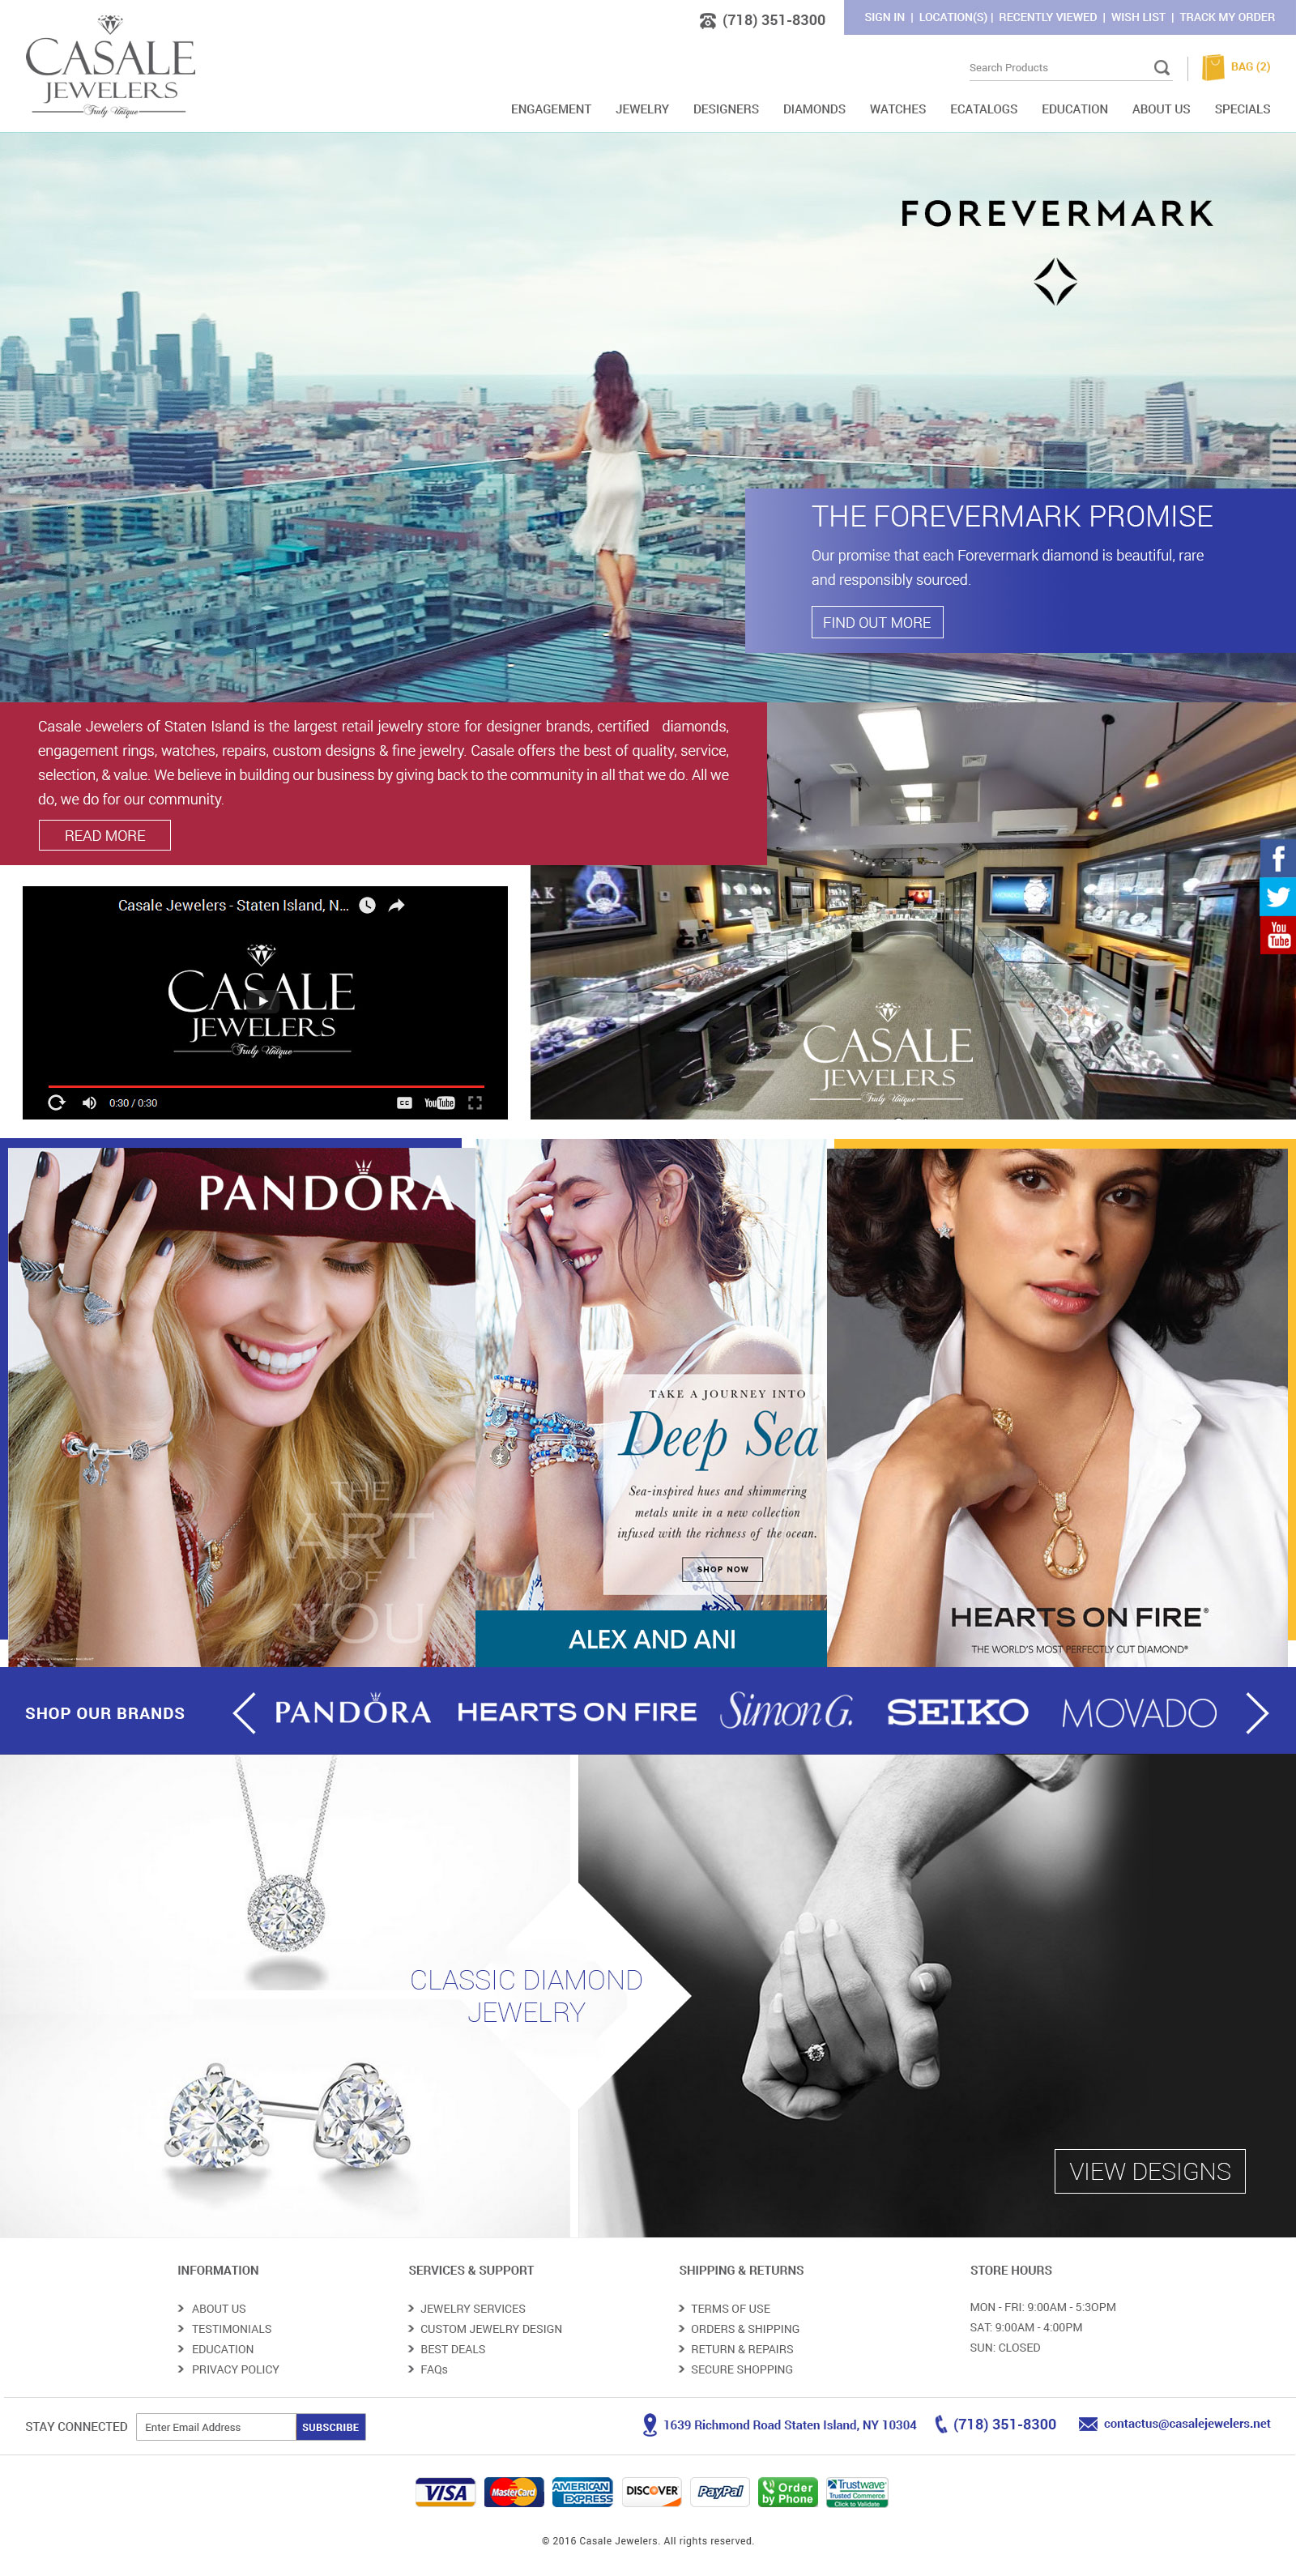 CASALE
JEWELERS
Truly Unique
(718) 351-8300
SIGN IN | LOCATION(S) | RECENTLY VIEWED | WISH LIST | TRACK MY ORDER
Search Products
BAG (2)
ENGAGEMENT JEWELRY DESIGNERS DIAMONDS WATCHES ECATALOGS EDUCATION ABOUT US SPECIALS
FOREVERMARK
THE FOREVERMARK PROMISE
Our promise that each Forevermark diamond is beautiful, rare
and responsibly sourced.
FIND OUT MORE
Casale Jewelers of Staten Island is the largest retail jewelry store for designer brands, certified diamonds,
engagement rings, watches, repairs, custom designs & fine jewelry. Casale offers the best of quality, service,
selection, & value. We believe in building our business by giving back to the community in all that we do. All we
do, we do for our community.
READ MORE
Casale Jewelers - Staten Island, N...
CASALE
JEWELERS
Truly Unique
0:30 / 0:30
CC
YouTube
CASALE
JEWELERS
Truly Unique
You
Tube
PANDORA
THE
ART
OF
YOU
TAKE A JOURNEY INTO
Deep Sea
Sea-inspired hues and shimmering
metals unite in a new collection
infused with the richness of the ocean.
SHOP NOW
ALEX AND ANI
HEARTS ON FIRE®
THE WORLD'S MOST PERFECTLY CUT DIAMOND®
SHOP OUR BRANDS
PANDORA HEARTS ON FIRE Simon G. SEIKO MOVADO
CLASSIC DIAMOND
JEWELRY
VIEW DESIGNS
INFORMATION
ABOUT US
TESTIMONIALS
EDUCATION
PRIVACY POLICY
SERVICES & SUPPORT
JEWELRY SERVICES
CUSTOM JEWELRY DESIGN
BEST DEALS
FAQs
SHIPPING & RETURNS
TERMS OF USE
ORDERS & SHIPPING
RETURN & REPAIRS
SECURE SHOPPING
STORE HOURS
MON - FRI: 9:00AM - 5:3OPM
SAT: 9:00AM - 4:00PM
SUN: CLOSED
STAY CONNECTED
Enter Email Address
SUBSCRIBE
1639 Richmond Road Staten Island, NY 10304
(718) 351-8300
contactus@casalejewelers.net
VISA
MasterCard
AMERICAN
EXPRESS
DISCOVER
PayPal
Order
by Phone
Trustwave
Trusted Commerce
Click to Validate
© 2016 Casale Jewelers. All rights reserved.